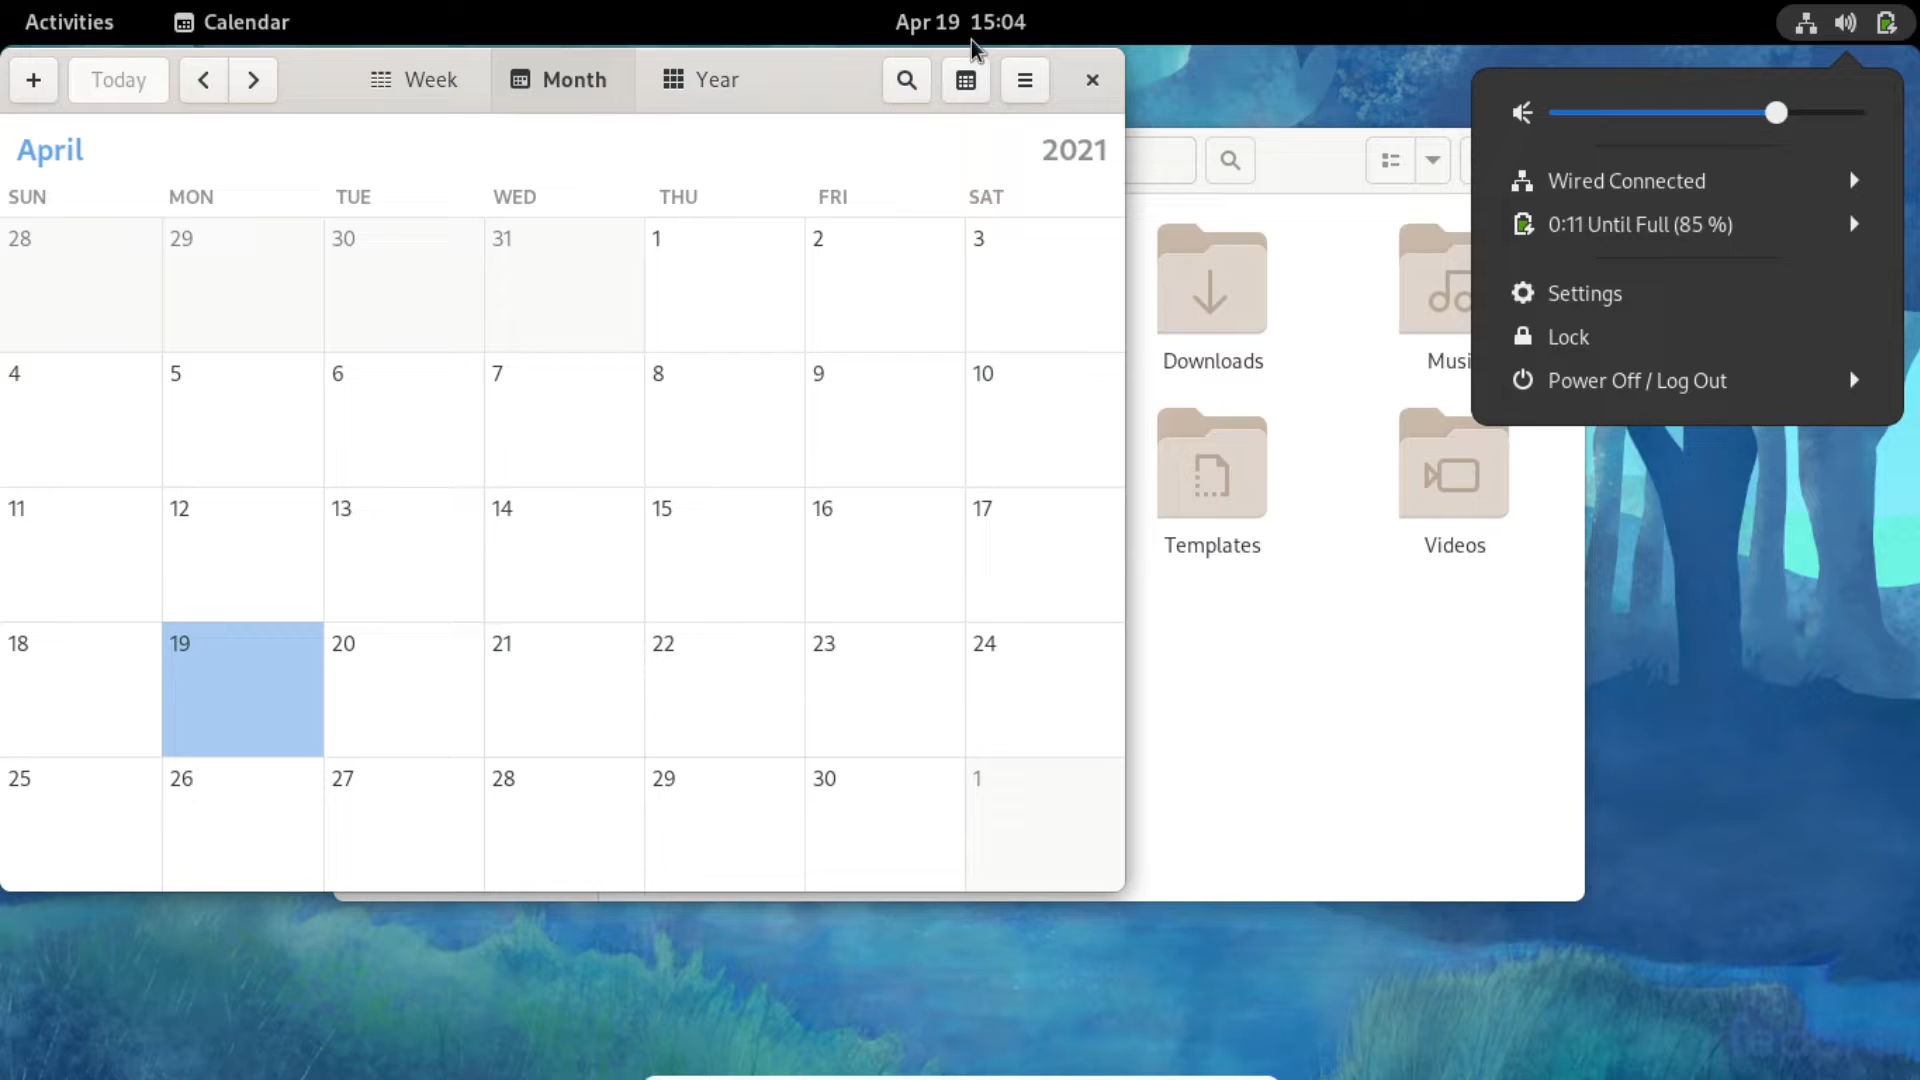 Activities Calendar Apr 19 15:04
+ Today Week Month Year
April 2021
SUN MON TUE WED THU FRI SAT
28 29 30 31 1 2 3
4 5 6 7 8 9 10
11 12 13 14 15 16 17
18 19 20 21 22 23 24
25 26 27 28 29 30 1
Downloads Musi
Templates Videos
Wired Connected
0:11 Until Full (85 %)
Settings
Lock
Power Off / Log Out